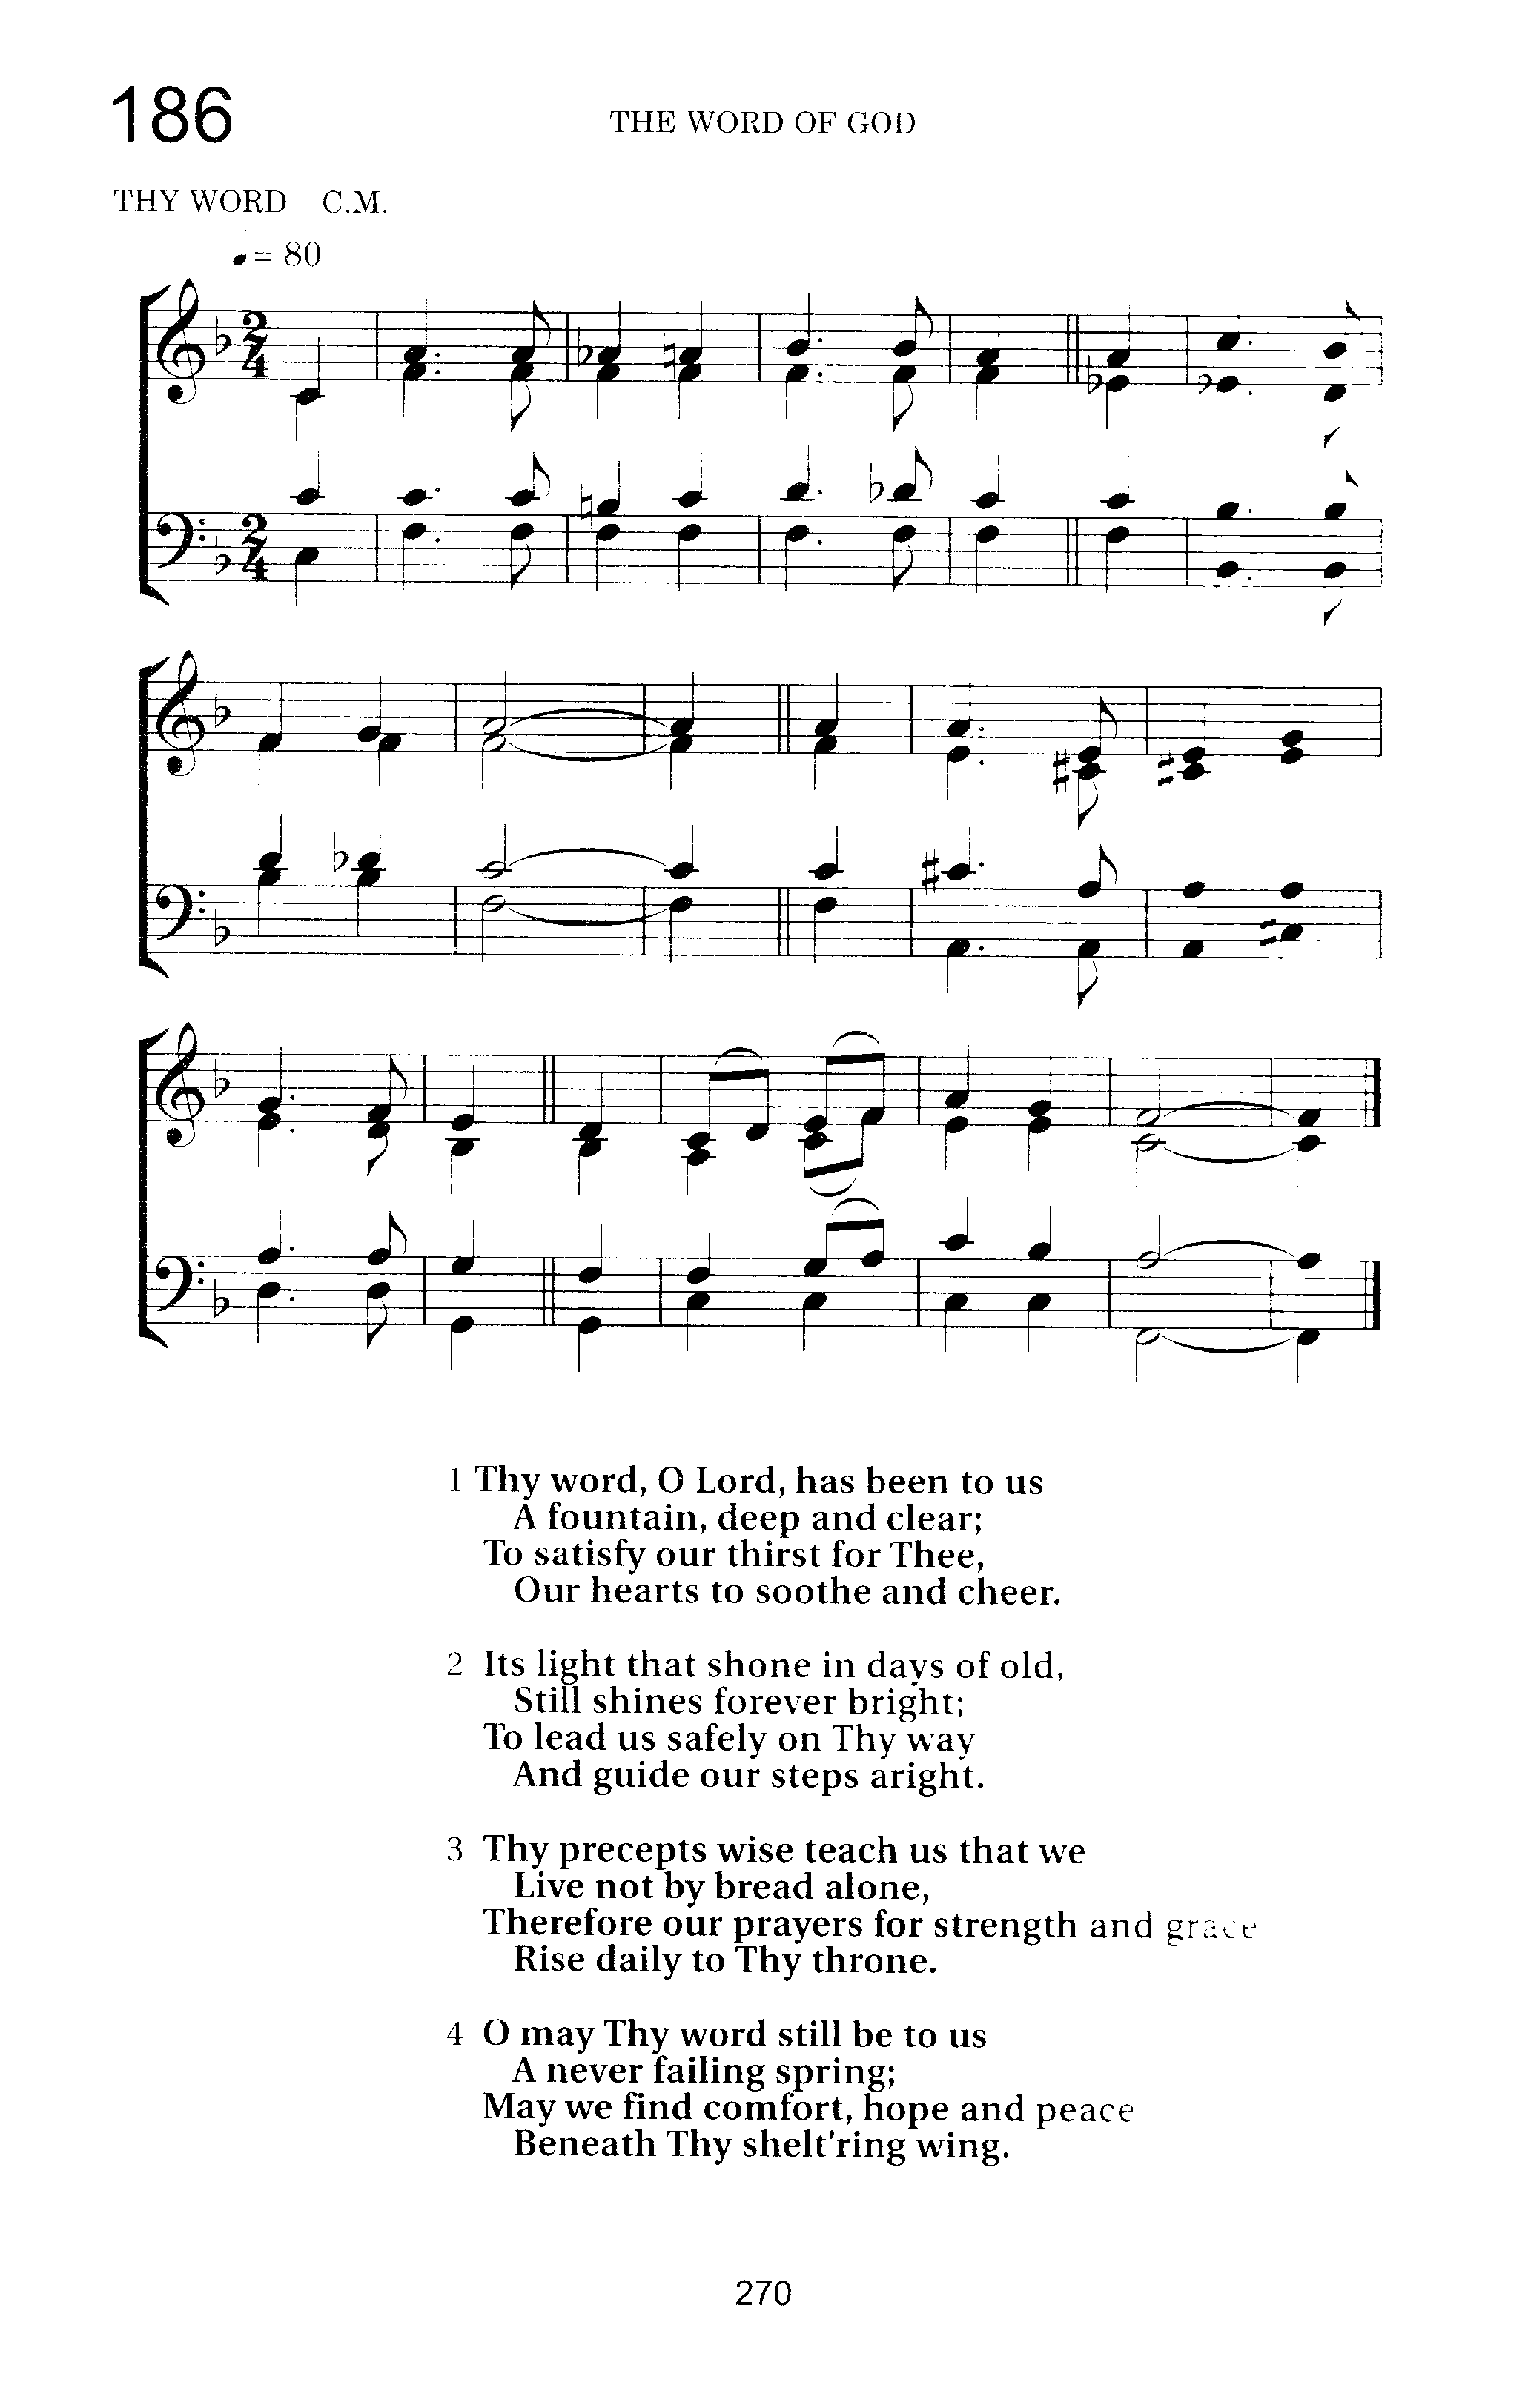 186
THE WORD OF GOD
THY WORD C.M.
= 80
2
4
2
4
1 Thy word, O Lord, has been to us
A fountain, deep and clear;
To satisfy our thirst for Thee,
Our hearts to soothe and cheer.
2 Its light that shone in days of old,
Still shines forever bright;
To lead us safely on Thy way
And guide our steps aright.
3 Thy precepts wise teach us that we
Live not by bread alone,
Therefore our prayers for strength and grace
Rise daily to Thy throne.
4 O may Thy word still be to us
A never failing spring;
May we find comfort, hope and peace
Beneath Thy shelt'ring wing.
270